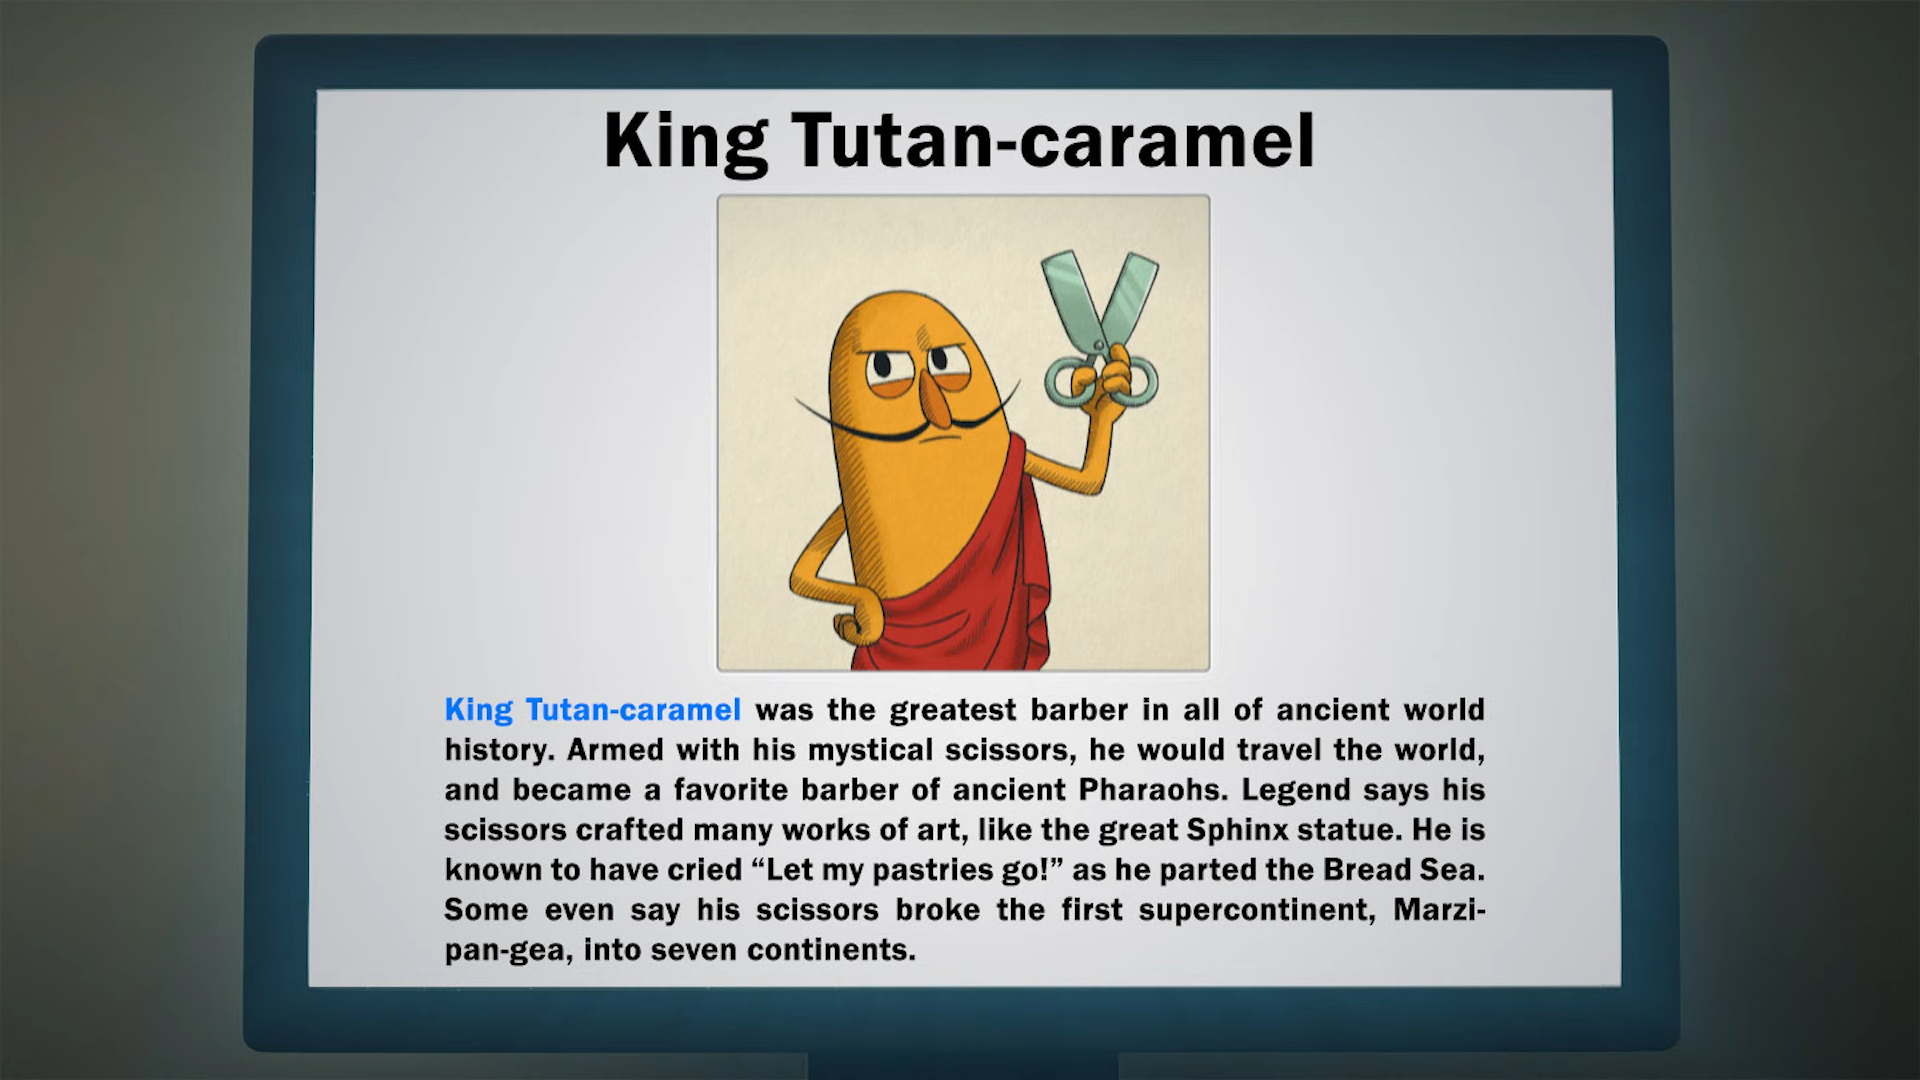 King Tutan-caramel
King Tutan-caramel was the greatest barber in all of ancient world
history. Armed with his mystical scissors, he would travel the world,
and became a favorite barber of ancient Pharaohs. Legend says his
scissors crafted many works of art, like the great Sphinx statue. He is
known to have cried “Let my pastries go!” as he parted the Bread Sea.
Some even say his scissors broke the first supercontinent, Marzi-
pan-gea, into seven continents.